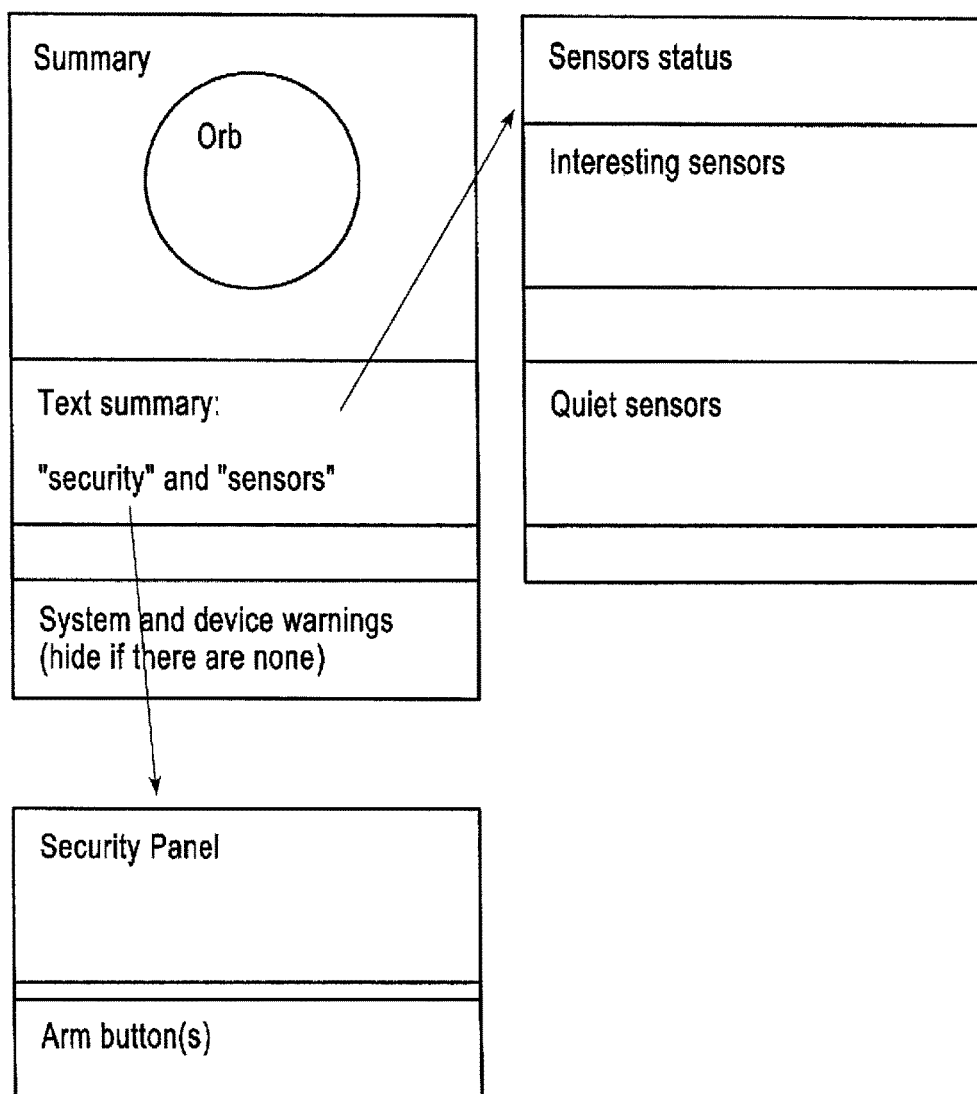 Summary
Orb
Text summary:
"security" and "sensors"
System and device warnings
(hide if there are none)
Sensors status
Interesting sensors
Quiet sensors
Security Panel
Arm button(s)